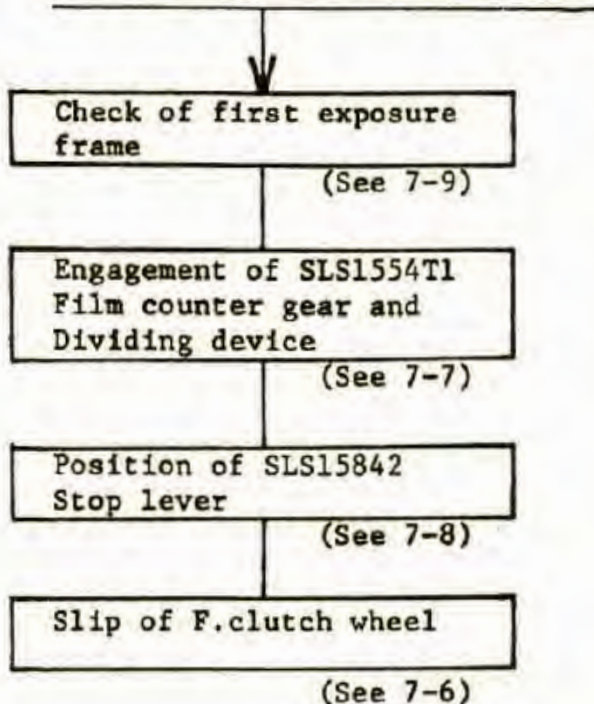 Check of first exposure
frame
(See 7-9)
Engagement of SLS1554T1
Film counter gear and
Dividing device
(See 7-7)
Position of SLS15842
Stop lever
(See 7-8)
Slip of F.clutch wheel
(See 7-6)